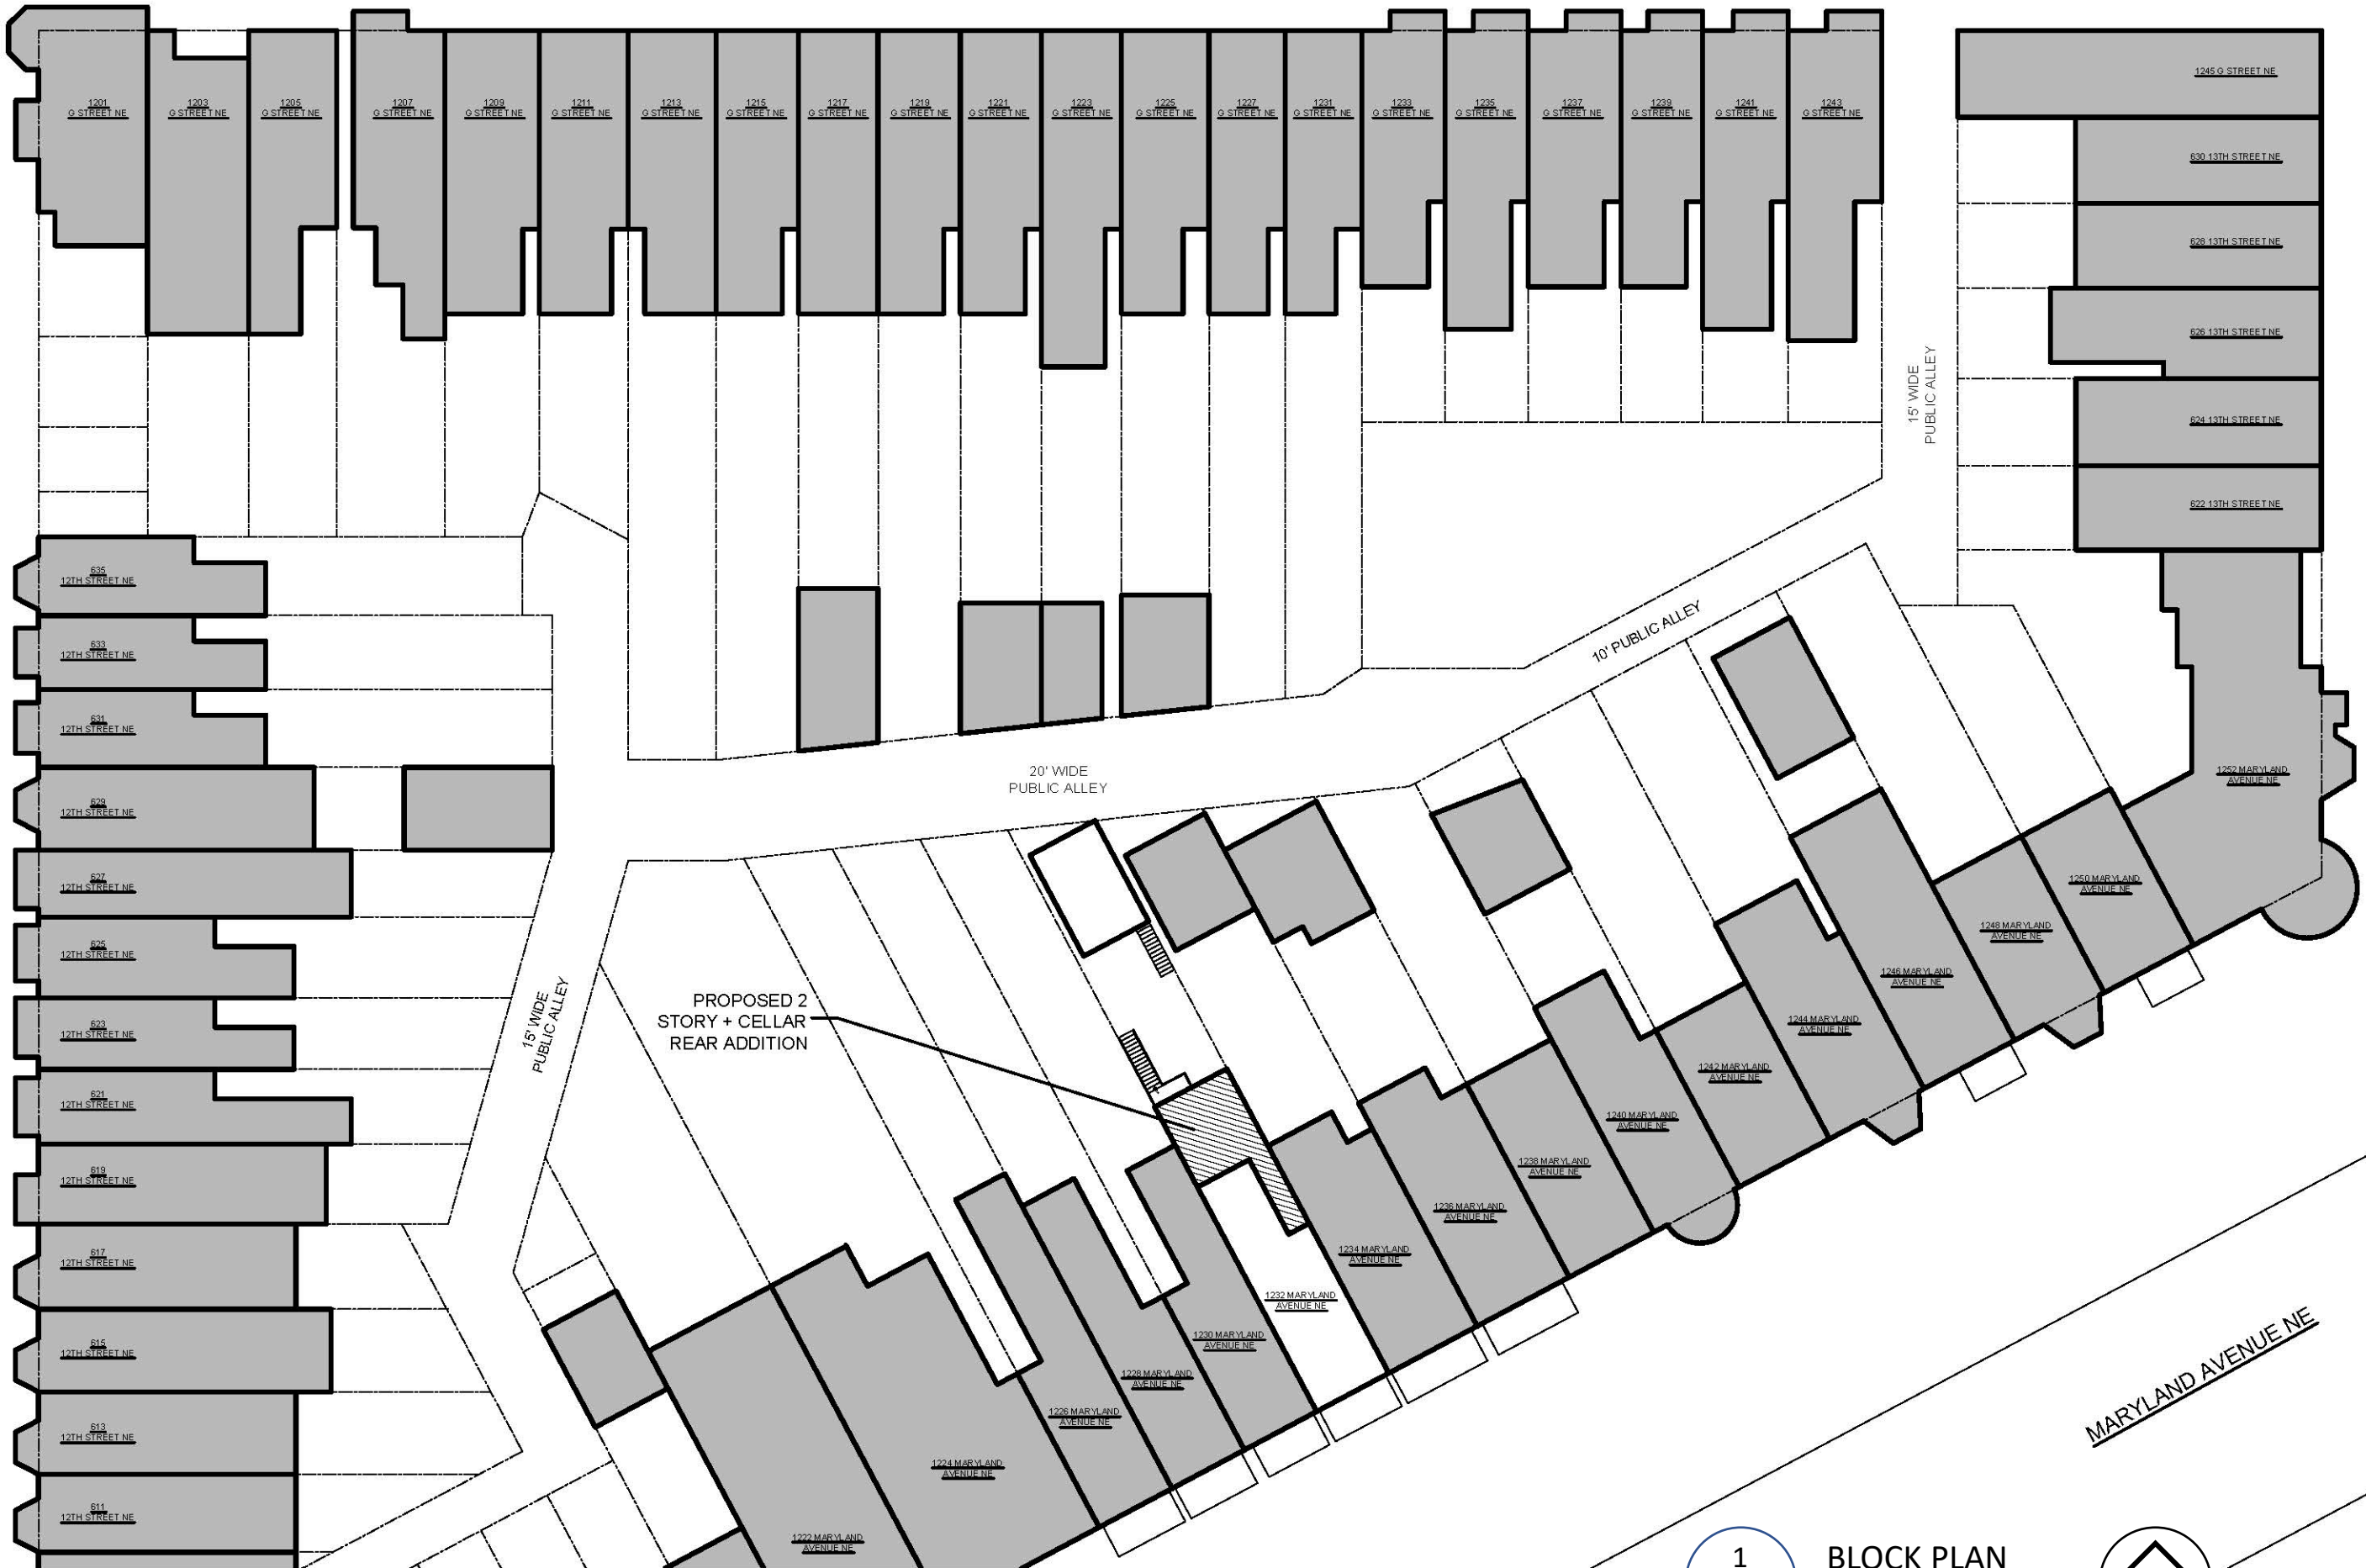 1201
G STREET NE
1203
G STREET NE
1205
G STREET NE
1207
G STREET NE
1209
G STREET NE
1211
G STREET NE
1213
G STREET NE
1215
G STREET NE
1217
G STREET NE
1219
G STREET NE
1221
G STREET NE
1223
G STREET NE
1225
G STREET NE
1227
G STREET NE
1231
G STREET NE
1233
G STREET NE
1235
G STREET NE
1237
G STREET NE
1239
G STREET NE
1241
G STREET NE
1243
G STREET NE
1245 G STREET NE
630 13TH STREET NE
628 13TH STREET NE
626 13TH STREET NE
624 13TH STREET NE
622 13TH STREET NE
15' WIDE
PUBLIC ALLEY
10' PUBLIC ALLEY
20' WIDE
PUBLIC ALLEY
15' WIDE
PUBLIC ALLEY
635
12TH STREET NE
633
12TH STREET NE
631
12TH STREET NE
629
12TH STREET NE
627
12TH STREET NE
625
12TH STREET NE
623
12TH STREET NE
621
12TH STREET NE
619
12TH STREET NE
617
12TH STREET NE
615
12TH STREET NE
613
12TH STREET NE
611
12TH STREET NE
PROPOSED 2
STORY + CELLAR
REAR ADDITION
1252 MARYLAND
AVENUE NE
1250 MARYLAND
AVENUE NE
1248 MARYLAND
AVENUE NE
1246 MARYLAND
AVENUE NE
1244 MARYLAND
AVENUE NE
1242 MARYLAND
AVENUE NE
1240 MARYLAND
AVENUE NE
1238 MARYLAND
AVENUE NE
1236 MARYLAND
AVENUE NE
1234 MARYLAND
AVENUE NE
1232 MARYLAND
AVENUE NE
1230 MARYLAND
AVENUE NE
1228 MARYLAND
AVENUE NE
1226 MARYLAND
AVENUE NE
1224 MARYLAND
AVENUE NE
1222 MARYLAND
AVENUE NE
MARYLAND AVENUE NE
1
BLOCK PLAN